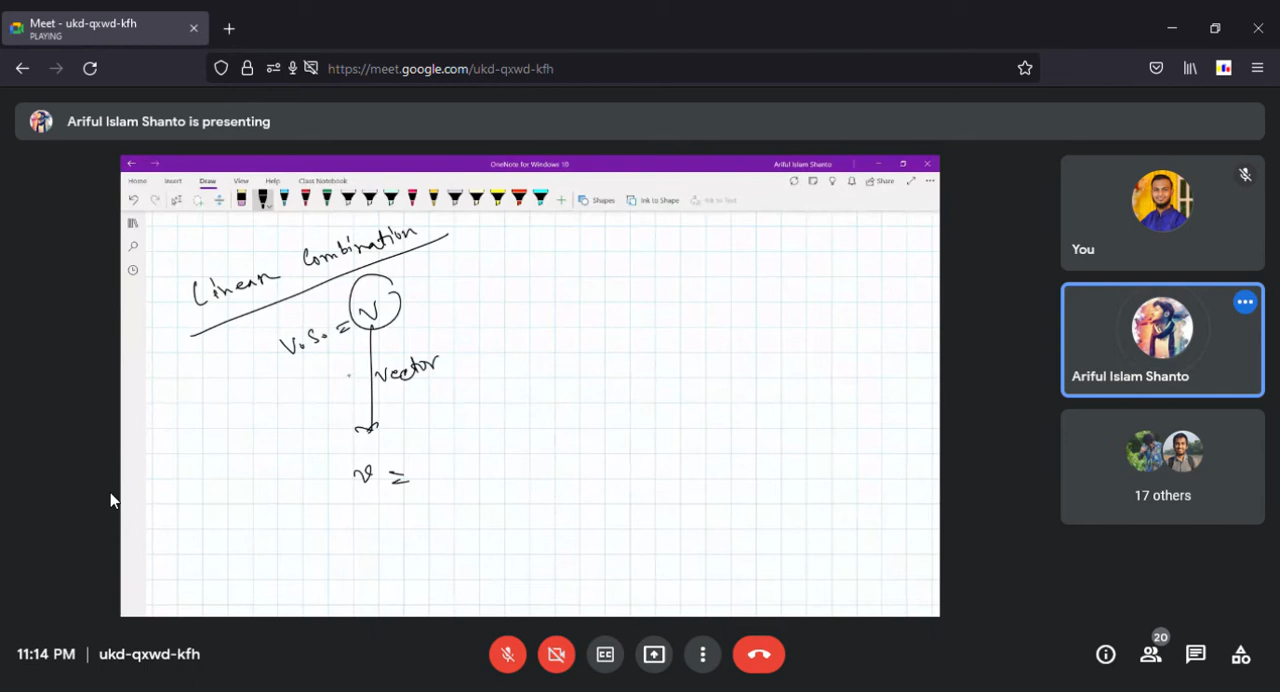 Meet - ukd-qxwd-kfh
PLAYING
https://meet.google.com/ukd-qxwd-kfh
Ariful Islam Shanto is presenting
OneNote for Windows 10
Ariful Islam Shanto
Home Insert Draw View Help Class Notebook
Share
Shapes Ink to Shape Ink to Text
Linear Combination
V.S. = V
vector
v =
You
Ariful Islam Shanto
17 others
11:14 PM | ukd-qxwd-kfh
20